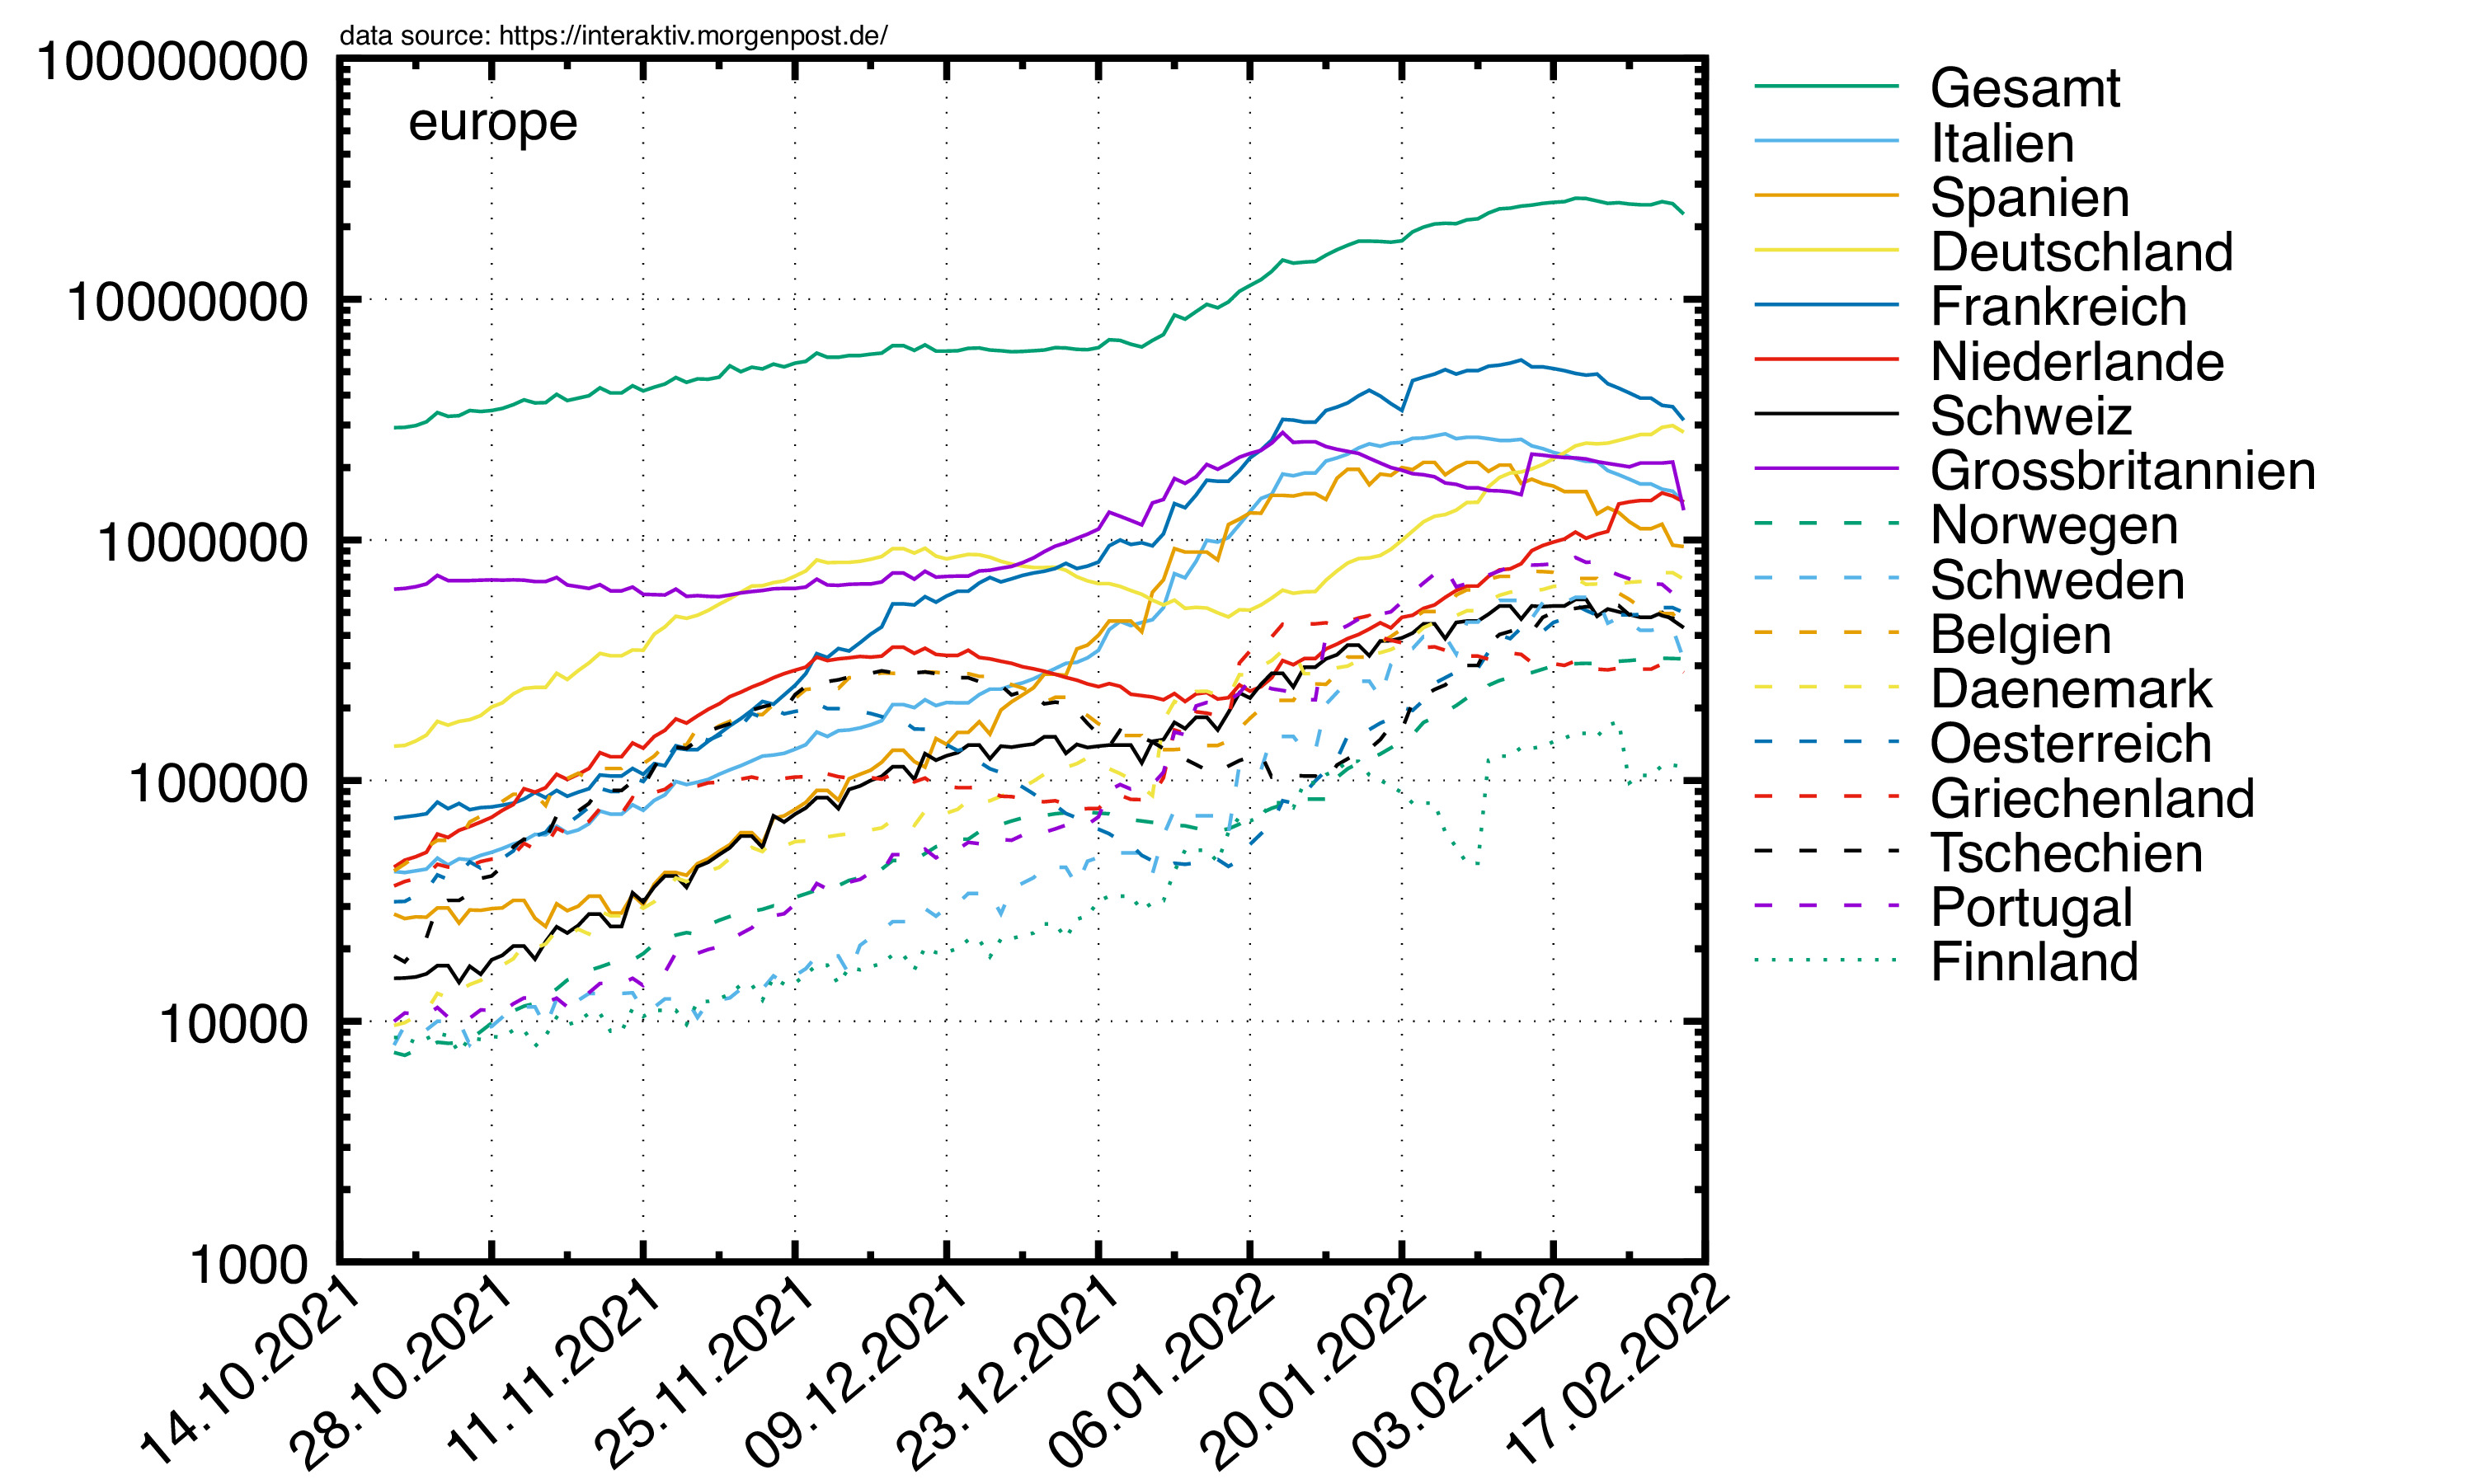 data source: https://interaktiv.morgenpost.de/
europe
100000000
10000000
1000000
100000
10000
1000
14.10.2021
28.10.2021
11.11.2021
25.11.2021
09.12.2021
23.12.2021
06.01.2022
20.01.2022
03.02.2022
17.02.2022
Gesamt
Italien
Spanien
Deutschland
Frankreich
Niederlande
Schweiz
Grossbritannien
Norwegen
Schweden
Belgien
Daenemark
Oesterreich
Griechenland
Tschechien
Portugal
Finnland